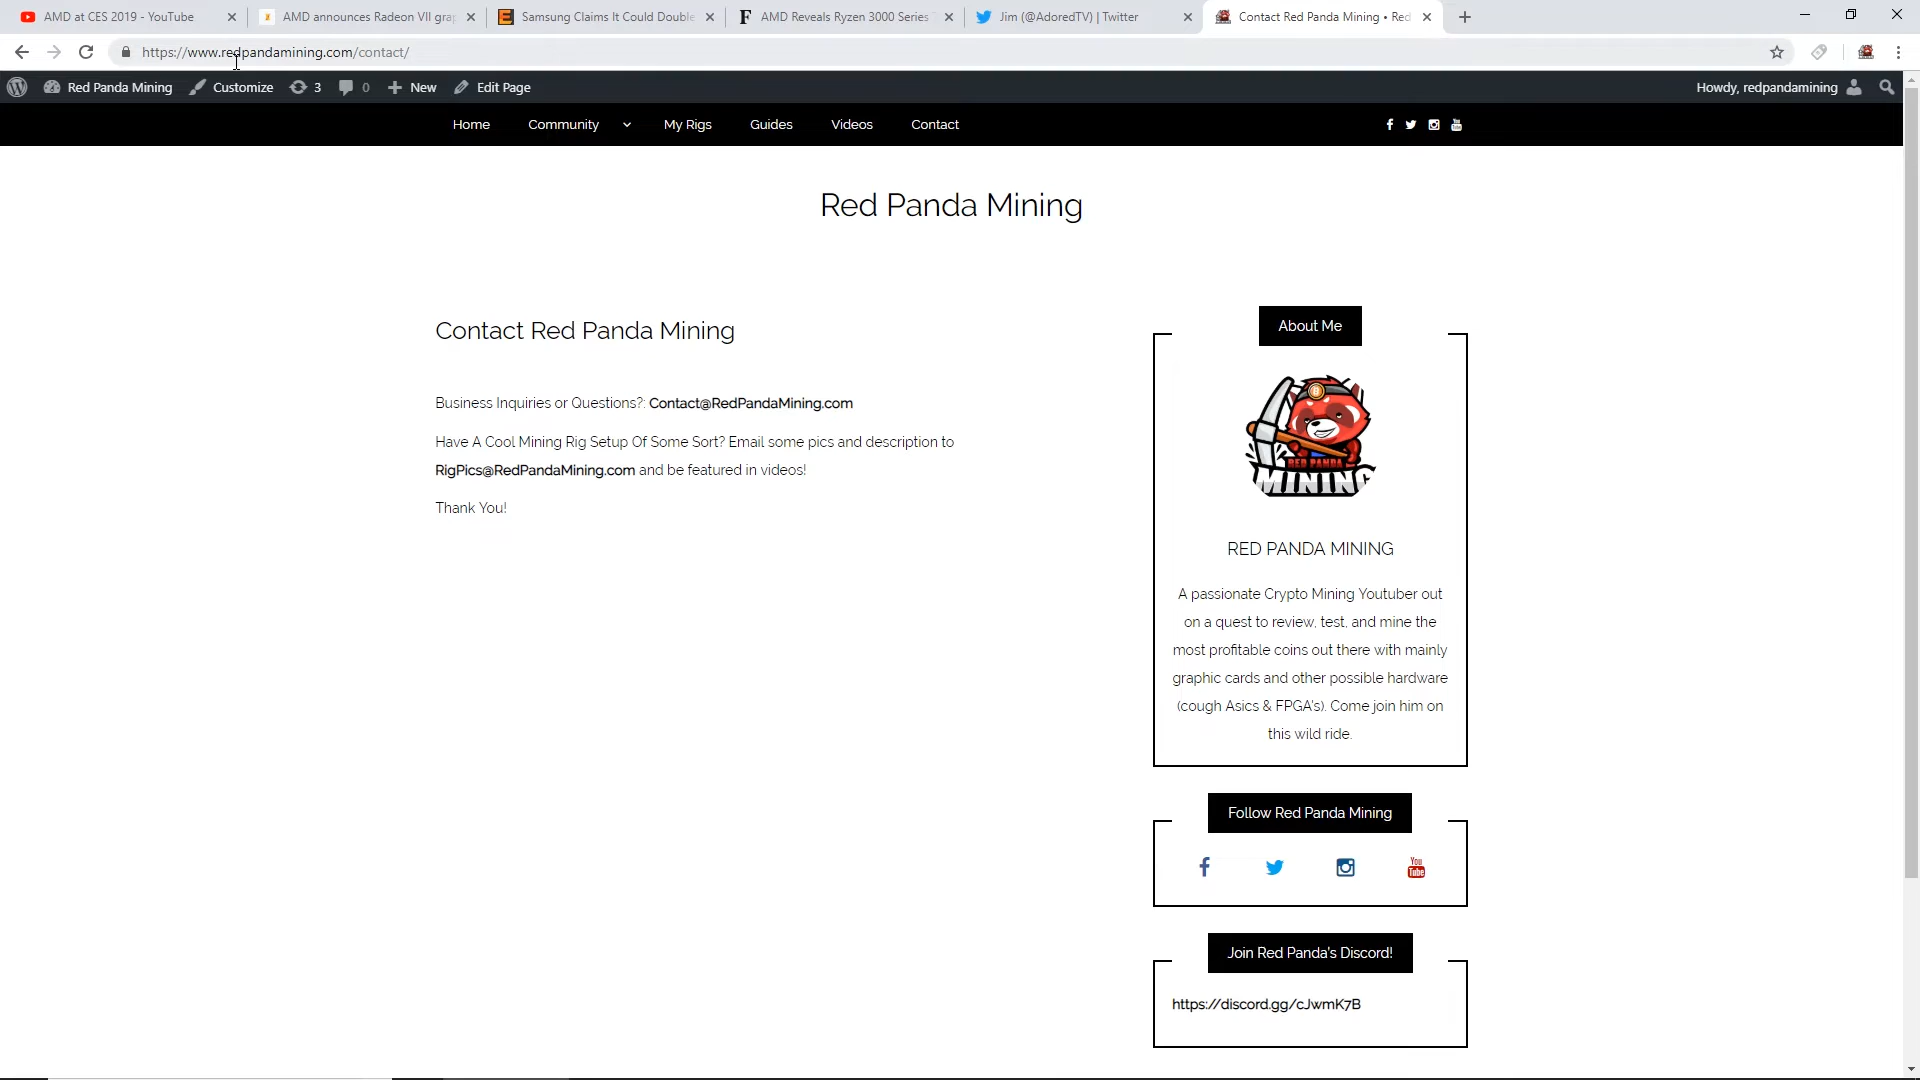 AMD at CES 2019 - YouTube
AMD announces Radeon VII gra
Samsung Claims It Could Double
AMD Reveals Ryzen 3000 Series
Jim (@AdoredTV) | Twitter
Contact Red Panda Mining • Red
https://www.redpandamining.com/contact/
Red Panda Mining Customize 3 0 New Edit Page
Howdy, redpandamining
Home Community My Rigs Guides Videos Contact
Red Panda Mining
Contact Red Panda Mining
Business Inquiries or Questions?: Contact@RedPandaMining.com
Have A Cool Mining Rig Setup Of Some Sort? Email some pics and description to
RigPics@RedPandaMining.com and be featured in videos!
Thank You!
About Me
RED PANDA
MINING
RED PANDA MINING
A passionate Crypto Mining Youtuber out
on a quest to review, test, and mine the
most profitable coins out there with mainly
graphic cards and other possible hardware
(cough Asics & FPGA's). Come join him on
this wild ride.
Follow Red Panda Mining
You
Tube
Join Red Panda's Discord!
https://discord.gg/cJwmK7B